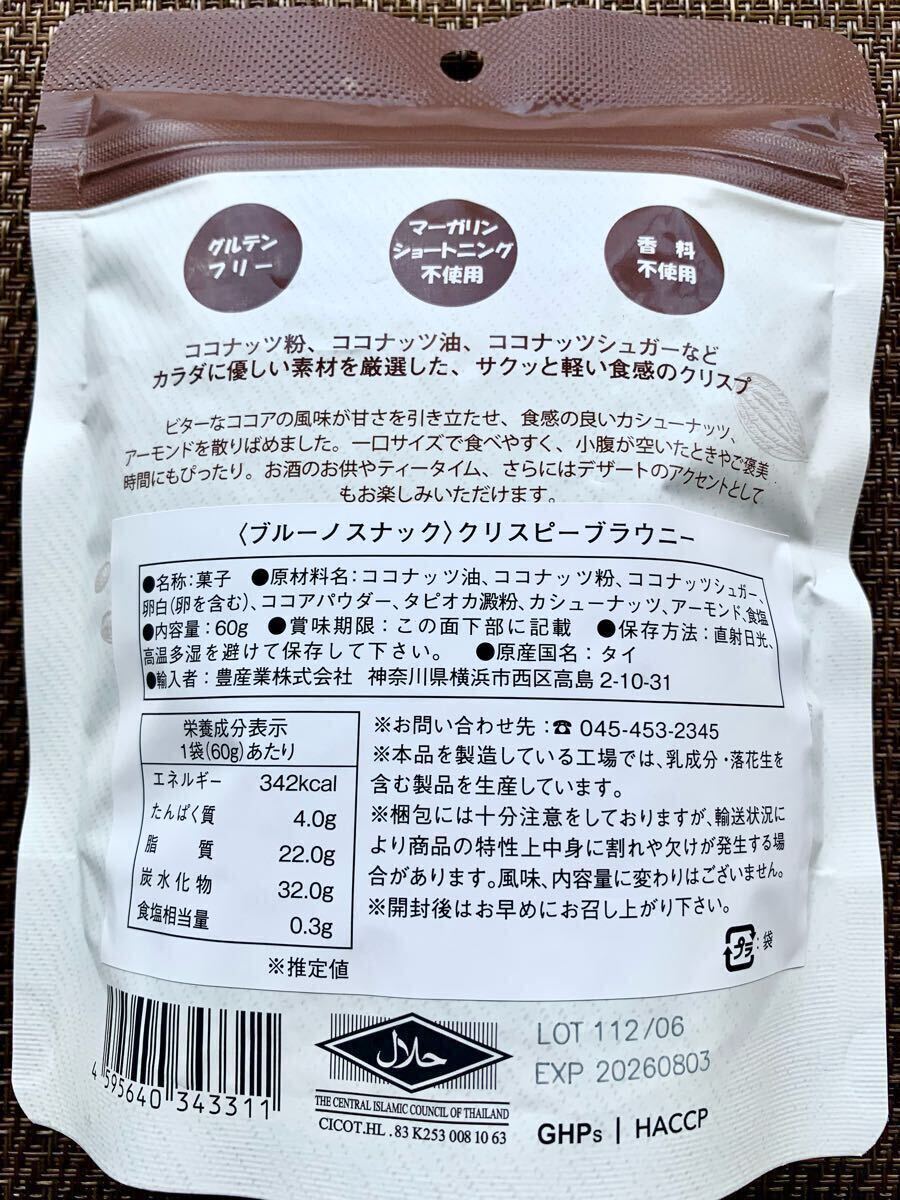 グルテン
フリー
マーガリン
ショートニング
不使用
香料
不使用
ココナッツ粉、ココナッツ油、ココナッツシュガーなど
カラダに優しい素材を厳選した、サクッと軽い食感のクリスプ
ビターなココアの風味が甘さを引き立たせ、食感の良いカシューナッツ、
アーモンドを散りばめました。一口サイズで食べやすく、小腹が空いたときやご褒美
時間にもぴったり。お酒のお供やティータイム、さらにはデザートのアクセントとして
もお楽しみいただけます。
〈ブルーノスナック〉クリスピーブラウニー
●名称:菓子 ●原材料名:ココナッツ油、ココナッツ粉、ココナッツシュガー、
卵白(卵を含む)、ココアパウダー、タピオカ澱粉、カシューナッツ、アーモンド、食塩
●内容量:60g ●賞味期限:この面下部に記載 ●保存方法:直射日光、
高温多湿を避けて保存して下さい。 ●原産国名:タイ
●輸入者:豊産業株式会社 神奈川県横浜市西区高島2-10-31
栄養成分表示
1袋(60g)あたり
エネルギー 342kcal
たんぱく質 4.0g
脂質 22.0g
炭水化物 32.0g
食塩相当量 0.3g
※推定値
※お問い合わせ先:☎ 045-453-2345
※本品を製造している工場では、乳成分・落花生を
含む製品を生産しています。
※梱包には十分注意をしておりますが、輸送状況に
より商品の特性上中身に割れや欠けが発生する場
合があります。風味、内容量に変わりはございません。
※開封後はお早めにお召し上がり下さい。
プラ:袋
4 595640 343311
حلال
THE CENTRAL ISLAMIC COUNCIL OF THAILAND
CICOT.HL. 83 K253 008 10 63
LOT 112/06
EXP 20260803
GHPs | HACCP